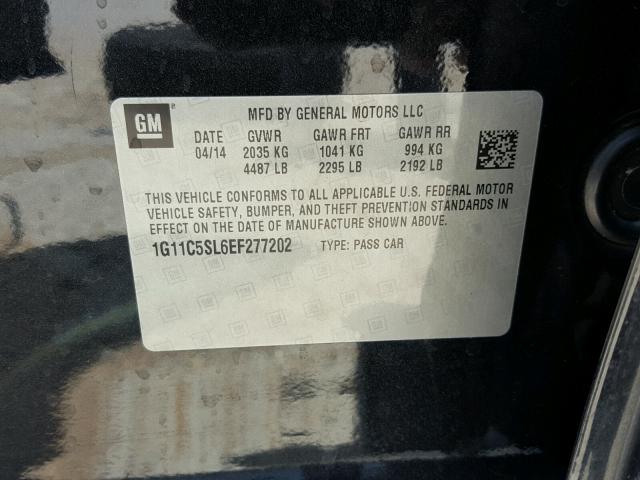 GM
MFD BY GENERAL MOTORS LLC
DATE GVWR GAWR FRT GAWR RR
04/14 2035 KG 1041 KG 994 KG
4487 LB 2295 LB 2192 LB
THIS VEHICLE CONFORMS TO ALL APPLICABLE U.S. FEDERAL MOTOR
VEHICLE SAFETY, BUMPER, AND THEFT PREVENTION STANDARDS IN
EFFECT ON THE DATE OF MANUFACTURE SHOWN ABOVE.
1G11C5SL6EF277202 TYPE: PASS CAR